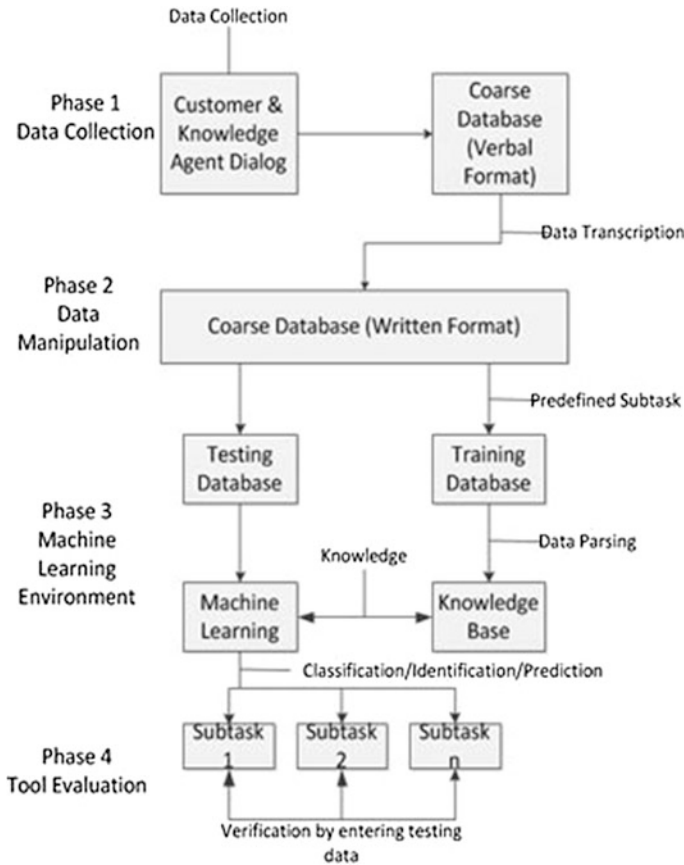 Data Collection
Phase 1
Data Collection
Customer &
Knowledge
Agent Dialog
Coarse
Database
(Verbal
Format)
Data Transcription
Phase 2
Data
Manipulation
Coarse Database (Written Format)
Predefined Subtask
Testing
Database
Training
Database
Phase 3
Machine
Learning
Environment
Data Parsing
Knowledge
Machine
Learning
Knowledge
Base
Classification/Identification/Prediction
Phase 4
Tool Evaluation
Subtask
1
Subtask
2
Subtask
n
Verification by entering testing
data